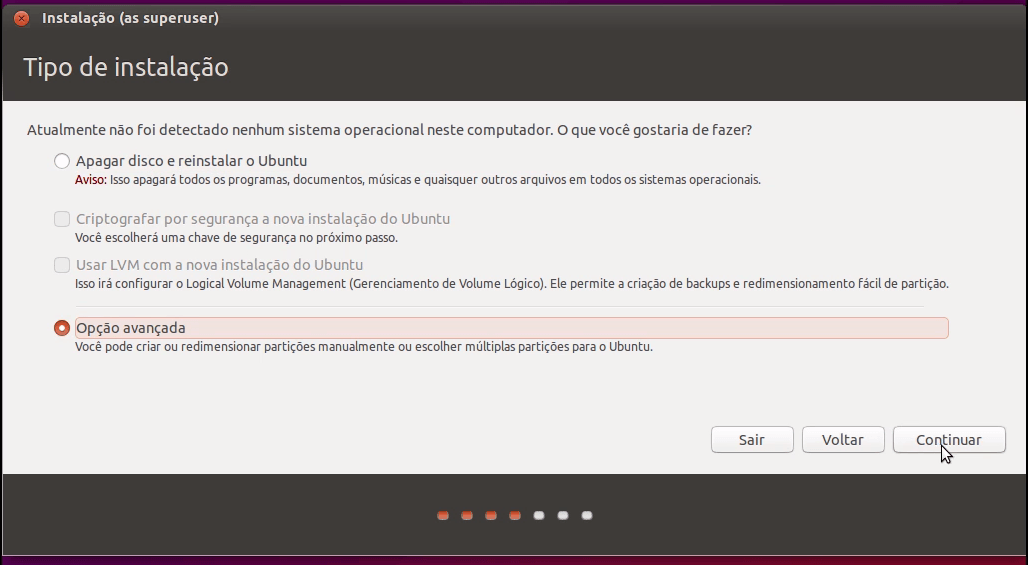 Instalação (as superuser)
Tipo de instalação
Atualmente não foi detectado nenhum sistema operacional neste computador. O que você gostaria de fazer?
Apagar disco e reinstalar o Ubuntu
Aviso: Isso apagará todos os programas, documentos, músicas e quaisquer outros arquivos em todos os sistemas operacionais.
Criptografar por segurança a nova instalação do Ubuntu
Você escolherá uma chave de segurança no próximo passo.
Usar LVM com a nova instalação do Ubuntu
Isso irá configurar o Logical Volume Management (Gerenciamento de Volume Lógico). Ele permite a criação de backups e redimensionamento fácil de partição.
Opção avançada
Você pode criar ou redimensionar partições manualmente ou escolher múltiplas partições para o Ubuntu.
Sair Voltar Continuar